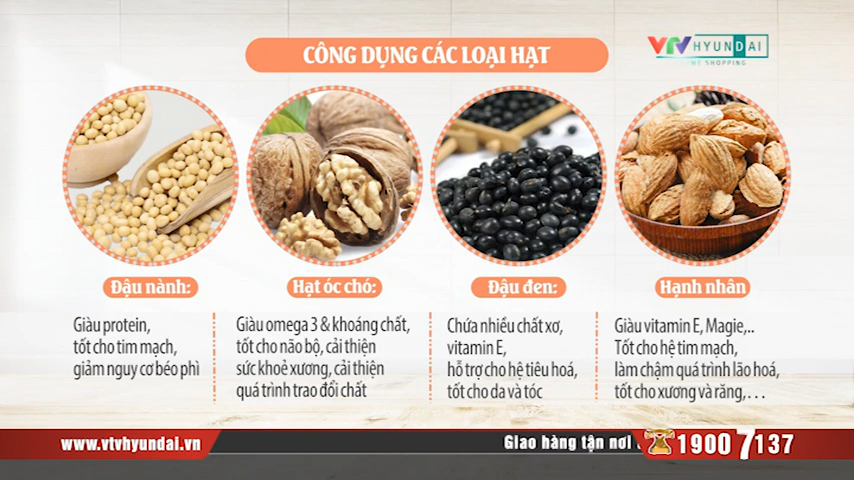 CÔNG DỤNG CÁC LOẠI HẠT
VTV HYUNDAI
SHOPPING
Đậu nành:
Giàu protein,
tốt cho tim mạch,
giảm nguy cơ béo phì
Hạt óc chó:
Giàu omega 3 & khoáng chất,
tốt cho não bộ, cải thiện
sức khoẻ xương, cải thiện
quá trình trao đổi chất
Đậu đen:
Chứa nhiều chất xơ,
vitamin E,
hỗ trợ cho hệ tiêu hoá,
tốt cho da và tóc
Hạnh nhân
Giàu vitamin E, Magie,..
Tốt cho hệ tim mạch,
làm chậm quá trình lão hoá,
tốt cho xương và răng,...
www.vtvhyundai.vn
Giao hàng tận nơi
1900 7137